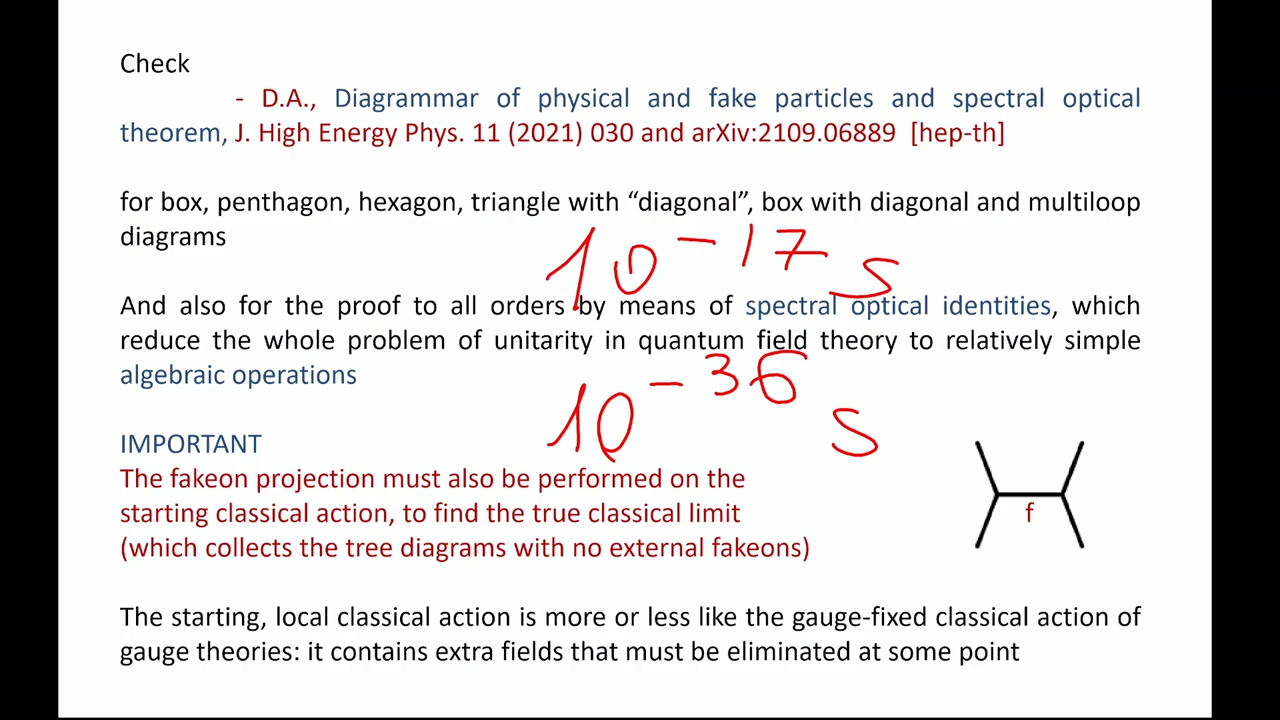 Check
- D.A., Diagrammar of physical and fake particles and spectral optical
theorem, J. High Energy Phys. 11 (2021) 030 and arXiv:2109.06889 [hep-th]
for box, penthagon, hexagon, triangle with “diagonal”, box with diagonal and multiloop
diagrams
10⁻¹⁷ s
And also for the proof to all orders by means of spectral optical identities, which
reduce the whole problem of unitarity in quantum field theory to relatively simple
algebraic operations
10⁻³⁶ s
IMPORTANT
The fakeon projection must also be performed on the
starting classical action, to find the true classical limit
f
(which collects the tree diagrams with no external fakeons)
The starting, local classical action is more or less like the gauge-fixed classical action of
gauge theories: it contains extra fields that must be eliminated at some point